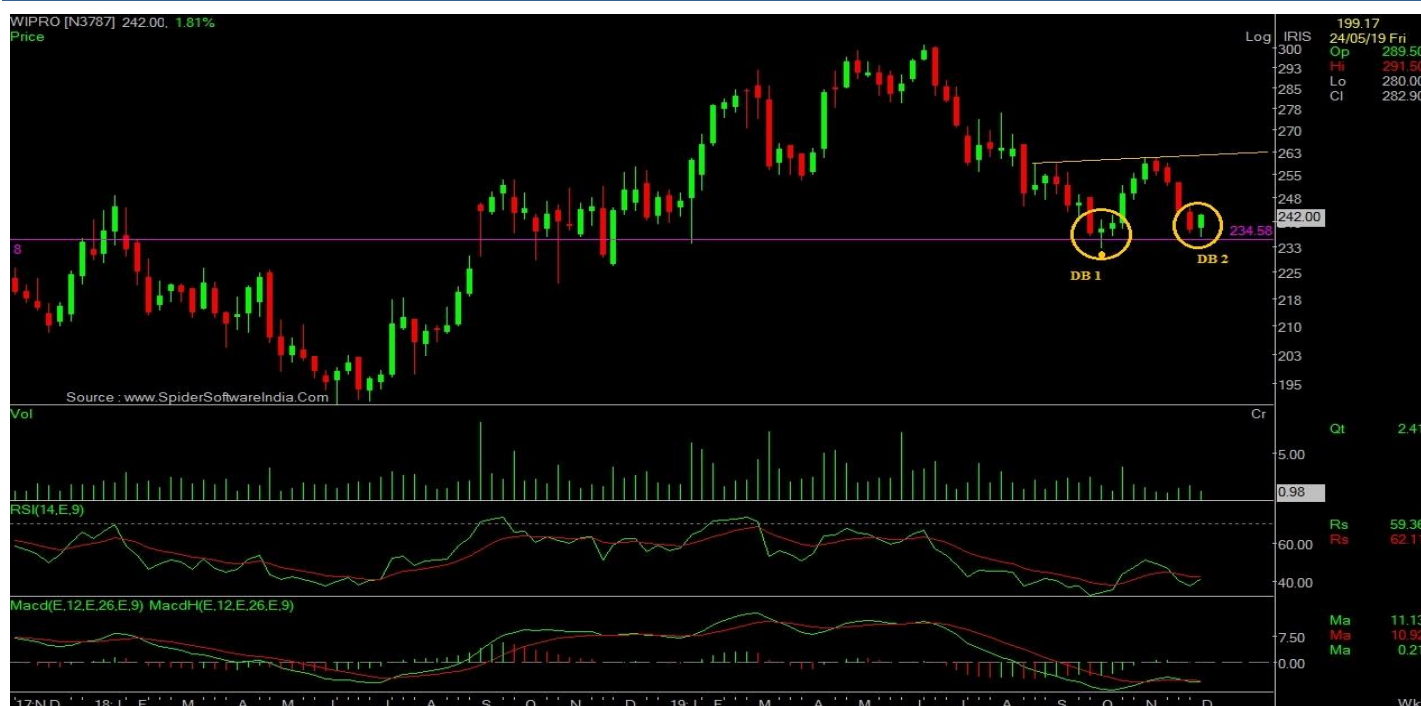 WIPRO [N3787] 242.00, 1.81%
Price
Log
IRIS
199.17
24/05/19 Fri
Op 289.50
Hi 291.50
Lo 280.00
Cl 282.90
300
293
285
278
270
263
255
248
242.00
233
225
218
210
203
195
8
234.58
DB 1
DB 2
Source : www.SpiderSoftwareIndia.Com
Vol
Cr
Qt 2.41
5.00
0.98
RSI(14,E,9)
Rs 59.36
Rs 62.11
60.00
40.00
Macd(E,12,E,26,E,9) MacdH(E,12,E,26,E,9)
Ma 11.13
Ma 10.92
Ma 0.21
7.50
0.00
D
Wk